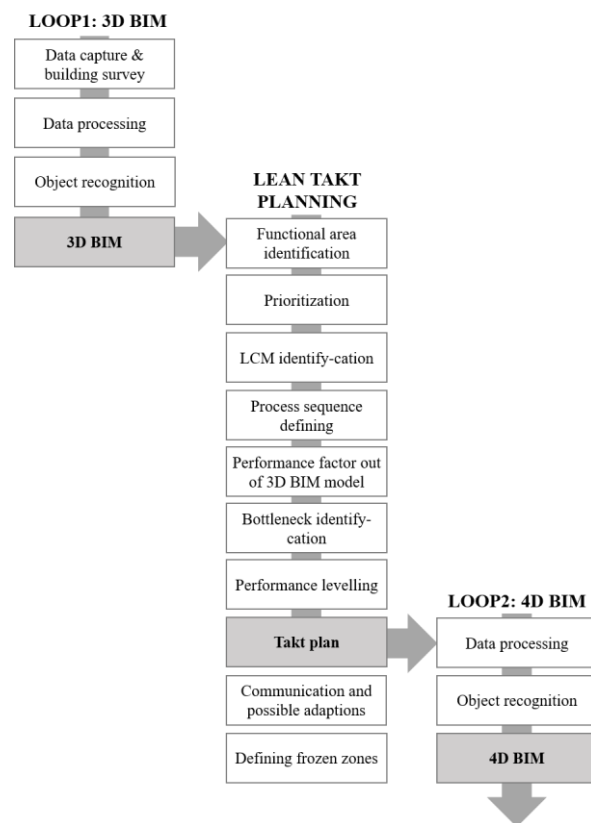 LOOP1: 3D BIM
Data capture &
building survey
Data processing
Object recognition
3D BIM
LEAN TAKT
PLANNING
Functional area
identification
Prioritization
LCM identify-cation
Process sequence
defining
Performance factor out
of 3D BIM model
Bottleneck identify-
cation
Performance levelling
Takt plan
Communication and
possible adaptions
Defining frozen zones
LOOP2: 4D BIM
Data processing
Object recognition
4D BIM